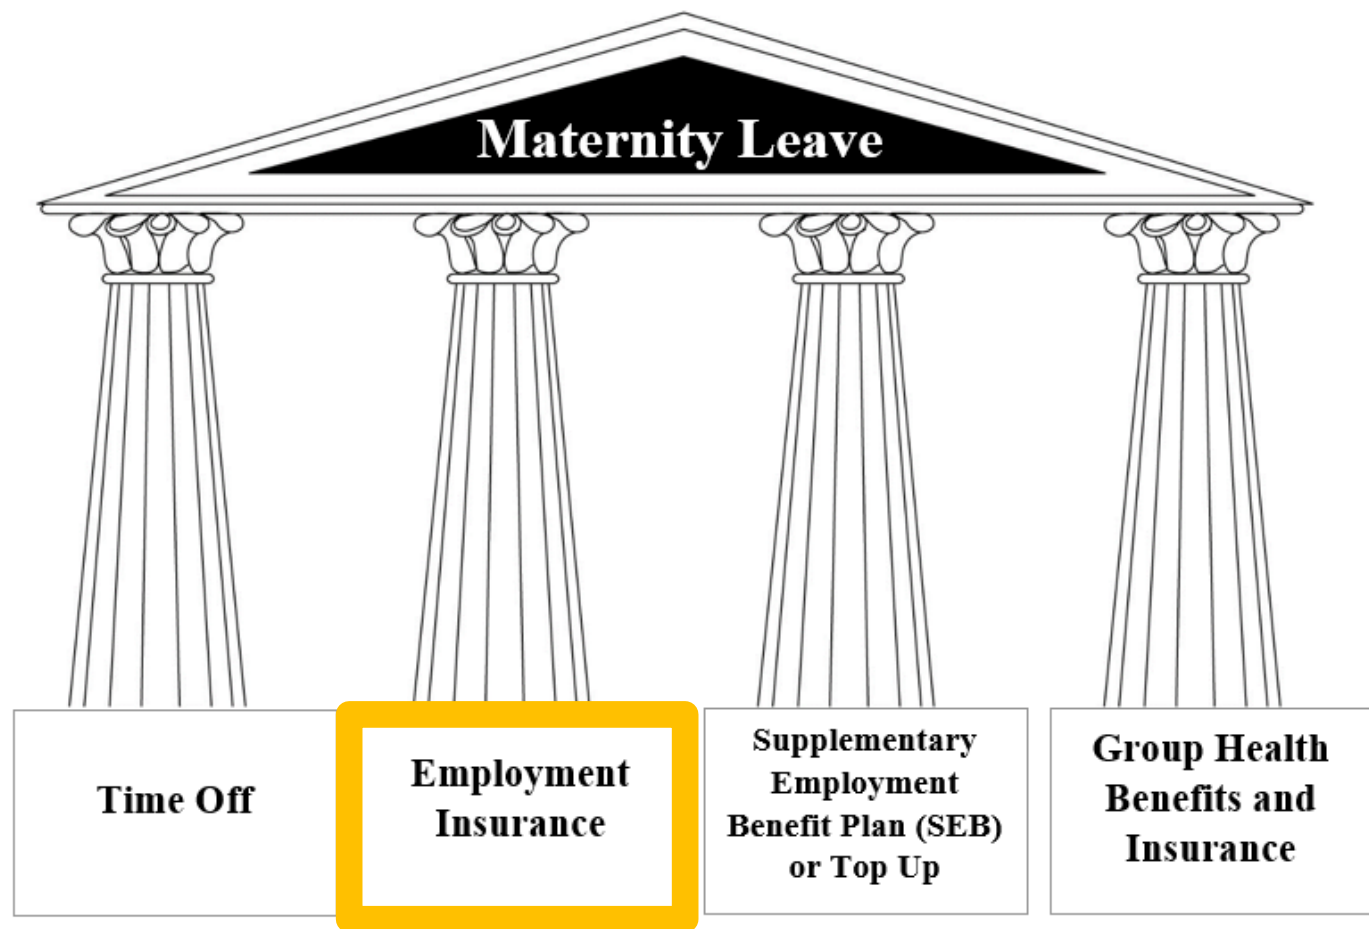 Maternity Leave
Time Off
Employment
Insurance
Supplementary
Employment
Benefit Plan (SEB)
or Top Up
Group Health
Benefits and
Insurance